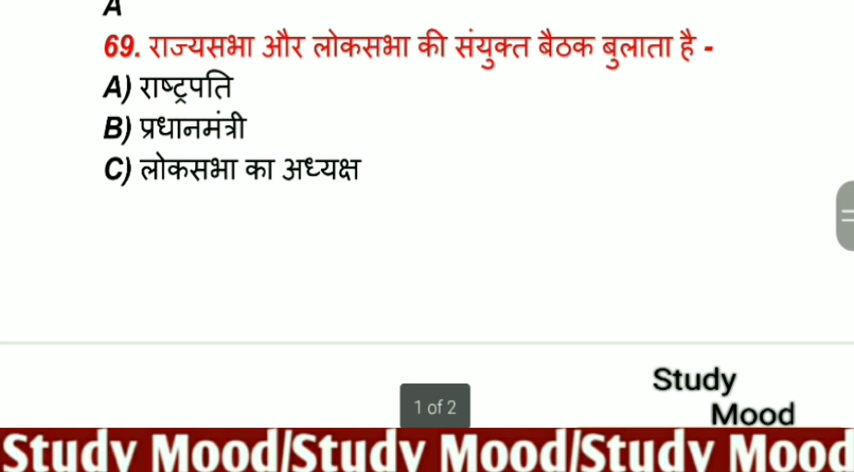 A
69. राज्यसभा और लोकसभा की संयुक्त बैठक बुलाता है -
A) राष्ट्रपति
B) प्रधानमंत्री
C) लोकसभा का अध्यक्ष
1 of 2
Study
Mood
Study Mood/Study Mood/Study Mood